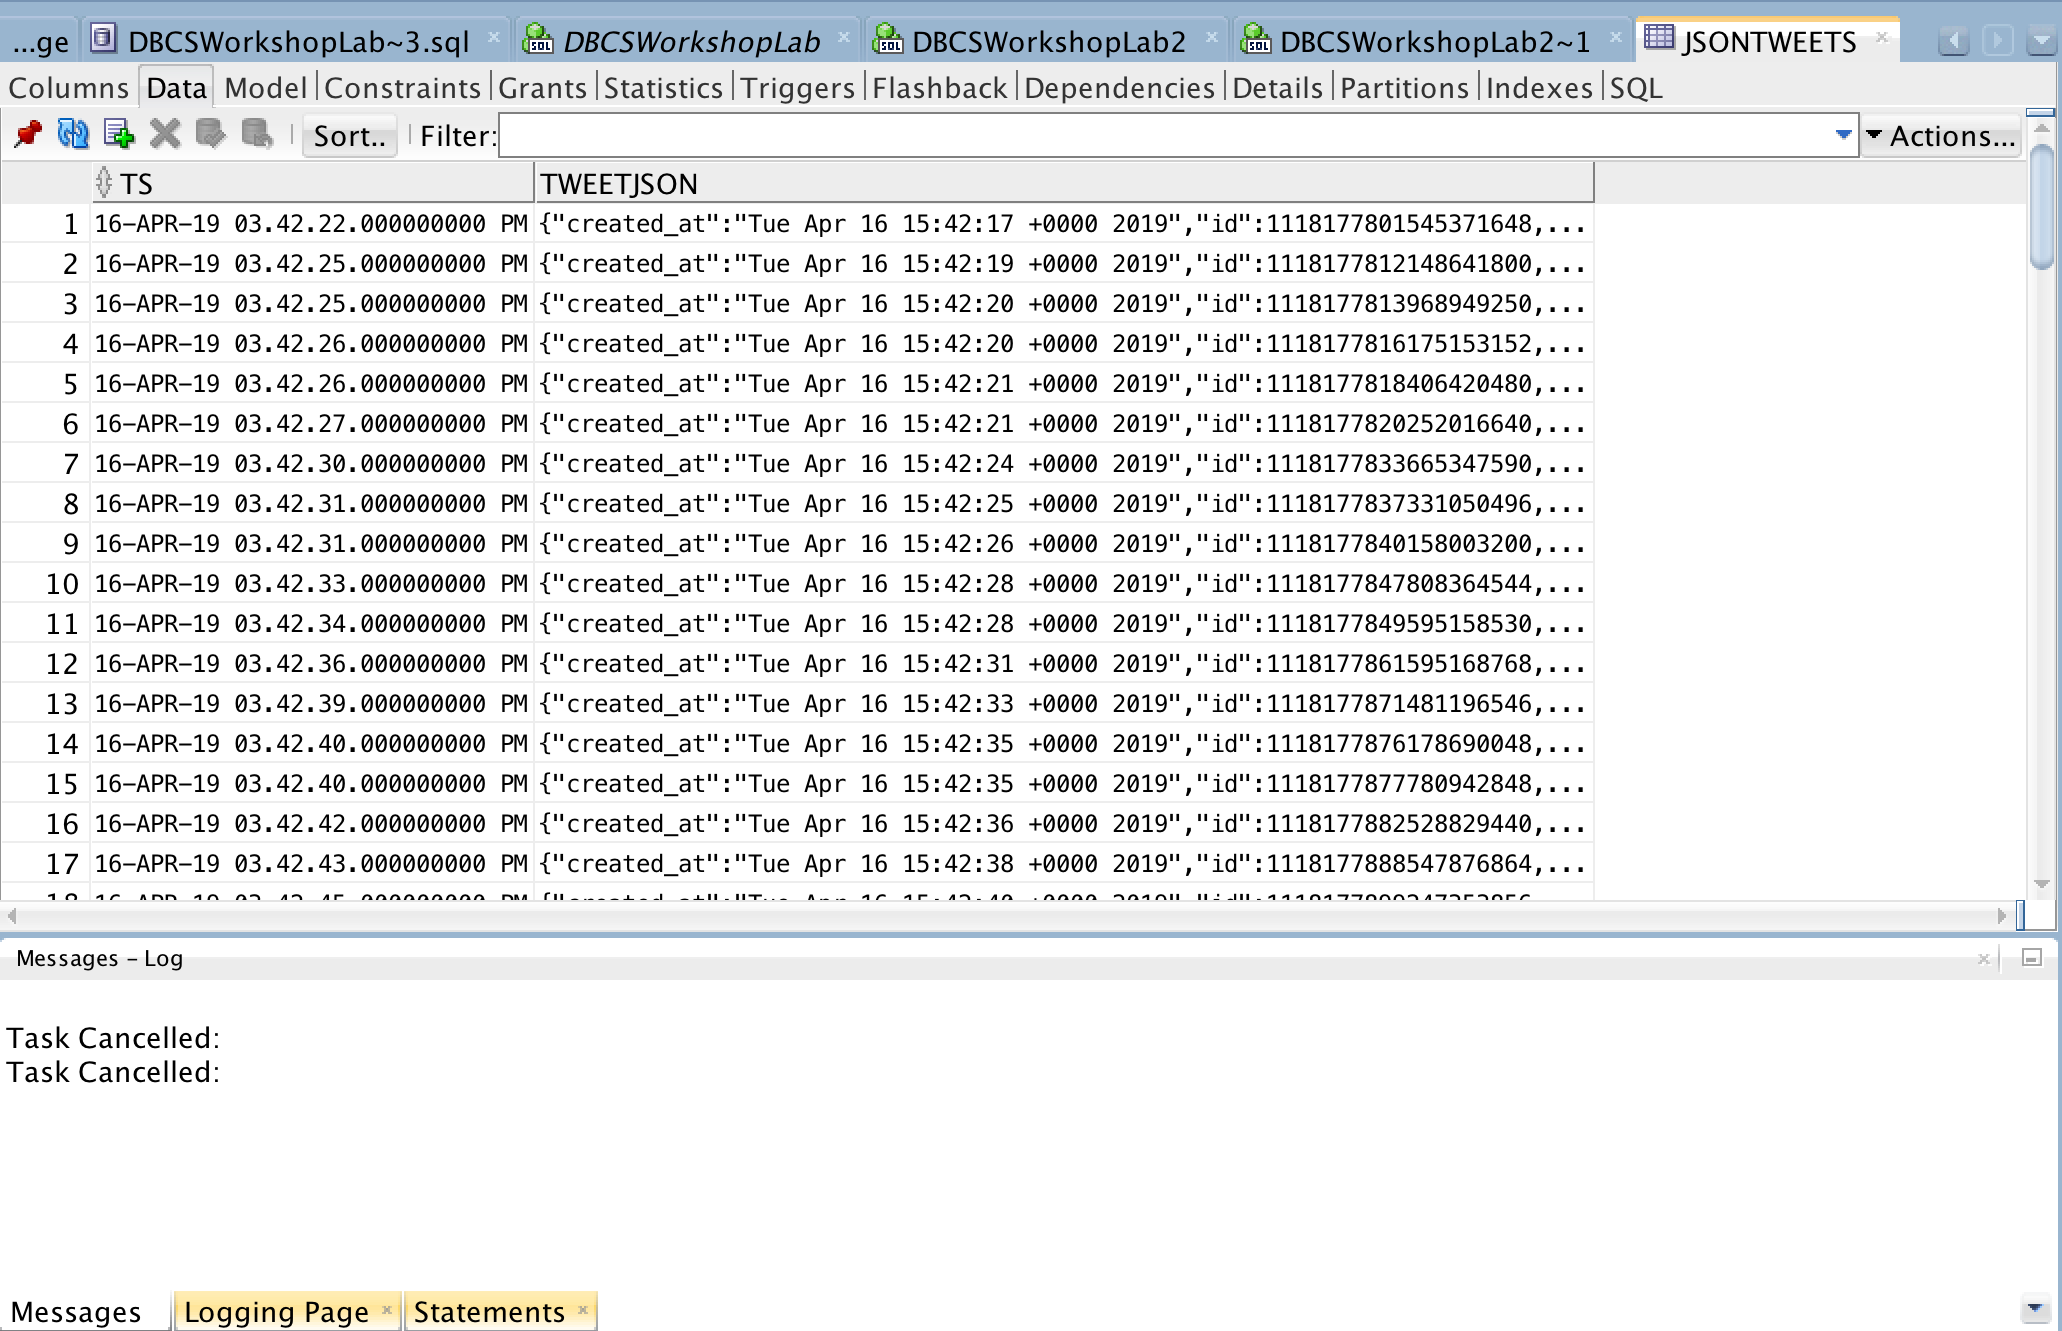 ...ge DBCSWorkshopLab~3.sql DBCSWorkshopLab DBCSWorkshopLab2 DBCSWorkshopLab2~1 JSONTWEETS
Columns Data Model Constraints Grants Statistics Triggers Flashback Dependencies Details Partitions Indexes SQL
Sort.. Filter: Actions...
TS TWEETJSON
1 16-APR-19 03.42.22.000000000 PM {"created_at":"Tue Apr 16 15:42:17 +0000 2019","id":1118177801545371648,...
2 16-APR-19 03.42.25.000000000 PM {"created_at":"Tue Apr 16 15:42:19 +0000 2019","id":1118177812148641800,...
3 16-APR-19 03.42.25.000000000 PM {"created_at":"Tue Apr 16 15:42:20 +0000 2019","id":1118177813968949250,...
4 16-APR-19 03.42.26.000000000 PM {"created_at":"Tue Apr 16 15:42:20 +0000 2019","id":1118177816175153152,...
5 16-APR-19 03.42.26.000000000 PM {"created_at":"Tue Apr 16 15:42:21 +0000 2019","id":1118177818406420480,...
6 16-APR-19 03.42.27.000000000 PM {"created_at":"Tue Apr 16 15:42:21 +0000 2019","id":1118177820252016640,...
7 16-APR-19 03.42.30.000000000 PM {"created_at":"Tue Apr 16 15:42:24 +0000 2019","id":1118177833665347590,...
8 16-APR-19 03.42.31.000000000 PM {"created_at":"Tue Apr 16 15:42:25 +0000 2019","id":1118177837331050496,...
9 16-APR-19 03.42.31.000000000 PM {"created_at":"Tue Apr 16 15:42:26 +0000 2019","id":1118177840158003200,...
10 16-APR-19 03.42.33.000000000 PM {"created_at":"Tue Apr 16 15:42:28 +0000 2019","id":1118177847808364544,...
11 16-APR-19 03.42.34.000000000 PM {"created_at":"Tue Apr 16 15:42:28 +0000 2019","id":1118177849595158530,...
12 16-APR-19 03.42.36.000000000 PM {"created_at":"Tue Apr 16 15:42:31 +0000 2019","id":1118177861595168768,...
13 16-APR-19 03.42.39.000000000 PM {"created_at":"Tue Apr 16 15:42:33 +0000 2019","id":1118177871481196546,...
14 16-APR-19 03.42.40.000000000 PM {"created_at":"Tue Apr 16 15:42:35 +0000 2019","id":1118177876178690048,...
15 16-APR-19 03.42.40.000000000 PM {"created_at":"Tue Apr 16 15:42:35 +0000 2019","id":1118177877780942848,...
16 16-APR-19 03.42.42.000000000 PM {"created_at":"Tue Apr 16 15:42:36 +0000 2019","id":1118177882528829440,...
17 16-APR-19 03.42.43.000000000 PM {"created_at":"Tue Apr 16 15:42:38 +0000 2019","id":1118177888547876864,...
Messages - Log
Task Cancelled:
Task Cancelled:
Messages Logging Page Statements